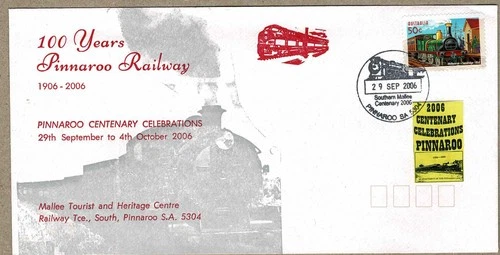 100 Years
Pinnaroo Railway
1906 - 2006
PINNAROO CENTENARY CELEBRATIONS
29th September to 4th October 2006
Mallee Tourist and Heritage Centre
Railway Tce., South, Pinnaroo S.A. 5304
AUSTRALIA
50c
29 SEP 2006
Southern Mallee
Centenary 2006
PINNAROO SA 5304
2006
CENTENARY
CELEBRATIONS
PINNAROO